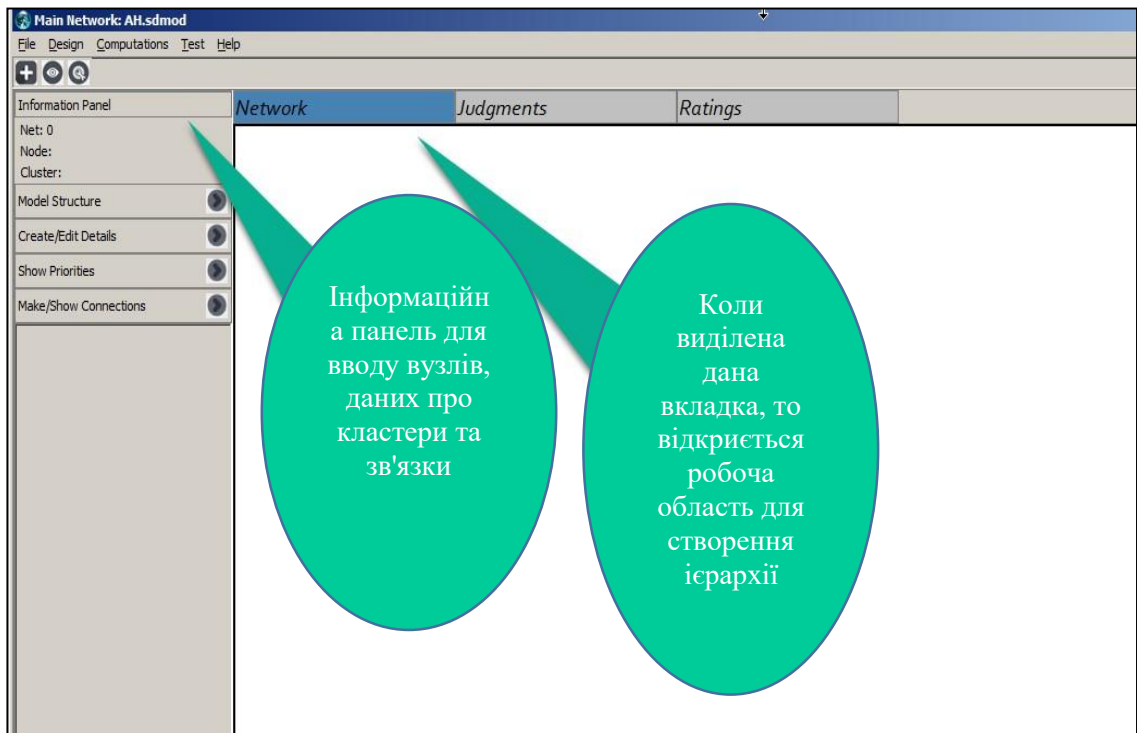 Main Network: AH.sdmod
File Design Computations Test Help
Information Panel
Net: 0
Node:
Cluster:
Model Structure
Create/Edit Details
Show Priorities
Make/Show Connections
Network Judgments Ratings
Інформаційн
а панель для
вводу вузлів,
даних про
кластери та
зв'язки
Коли
виділена
дана
вкладка, то
відкриється
робоча
область для
створення
ієрархії